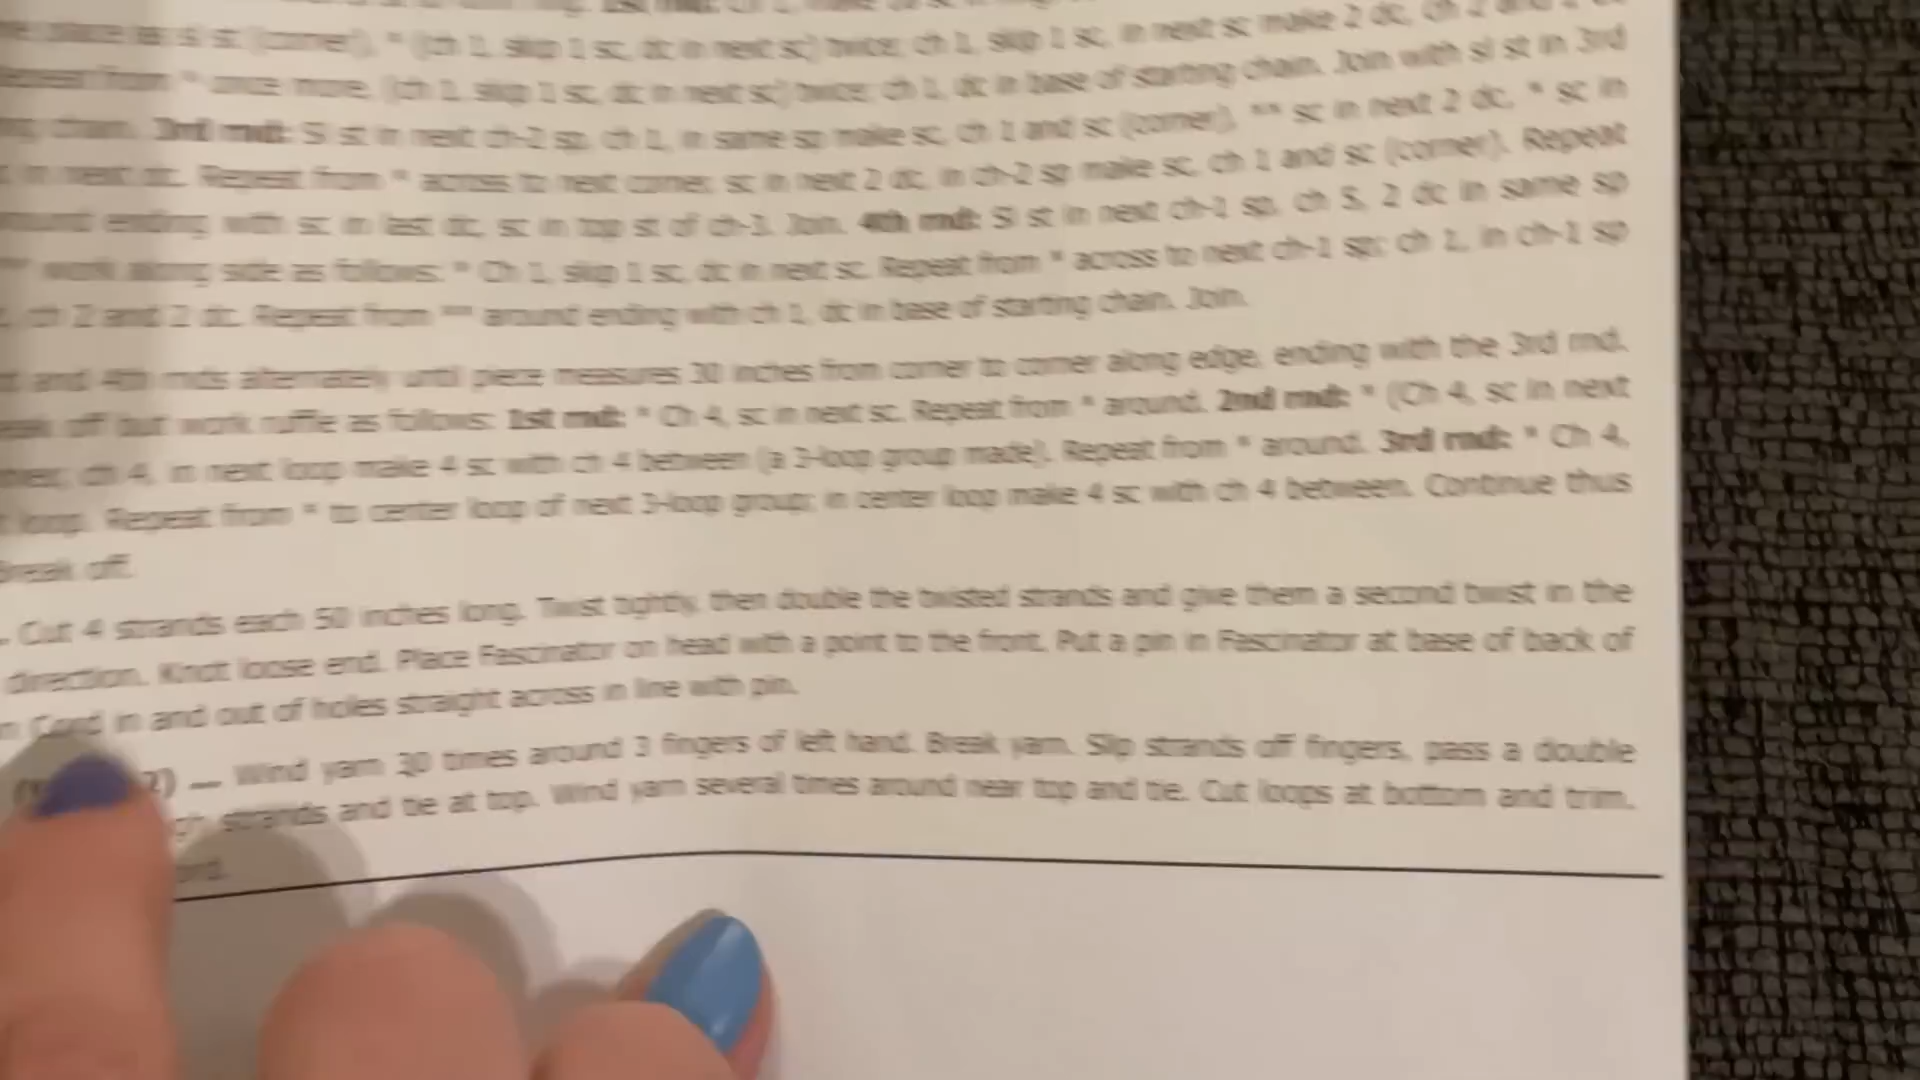 place as sl st (corner), * (ch 1, skip 1 sc, dc in next sc) twice; ch 1, skip 1 sc, in next sc make 2 dc, ch 2 and 2 dc
Repeat from * once more, (ch 1, skip 1 sc, dc in next sc) twice; ch 1, dc in base of starting chain. Join with sl st in 3rd
chain. 3rd rnd: Sl st in next ch-2 sp, ch 1, in same sp make sc, ch 1 and sc (corner), ** sc in next 2 dc, * sc in
in next dc. Repeat from * across to next corner, sc in next 2 dc, in ch-2 sp make sc, ch 1 and sc (corner). Repeat
around ending with sc in last dc, sc in top st of ch-3. Join. 4th rnd: Sl st in next ch-1 sp, ch 5, 2 dc in same sp
** work along side as follows: * Ch 1, skip 1 sc, dc in next sc. Repeat from * across to next ch-1 sp; ch 1, in ch-1 sp
, ch 2 and 2 dc. Repeat from ** around ending with ch 1, dc in base of starting chain. Join.
and 4th rnds alternately until piece measures 30 inches from corner to corner along edge, ending with the 3rd rnd.
off but work ruffle as follows: 1st rnd: * Ch 4, sc in next sc. Repeat from * around. 2nd rnd: * (Ch 4, sc in next
ch 4, in next loop make 4 sc with ch 4 between (a 3-loop group made). Repeat from * around. 3rd rnd: * Ch 4,
loop. Repeat from * to center loop of next 3-loop group; in center loop make 4 sc with ch 4 between. Continue thus
Break off.
. Cut 4 strands each 50 inches long. Twist tightly, then double the twisted strands and give them a second twist in the
direction. Knot loose end. Place Fascinator on head with a point to the front. Put a pin in Fascinator at base of back of
Cord in and out of holes straight across in line with pin.
2) — Wind yarn 30 times around 3 fingers of left hand. Break yarn. Slip strands off fingers, pass a double
strands and tie at top. Wind yarn several times around near top and tie. Cut loops at bottom and trim.